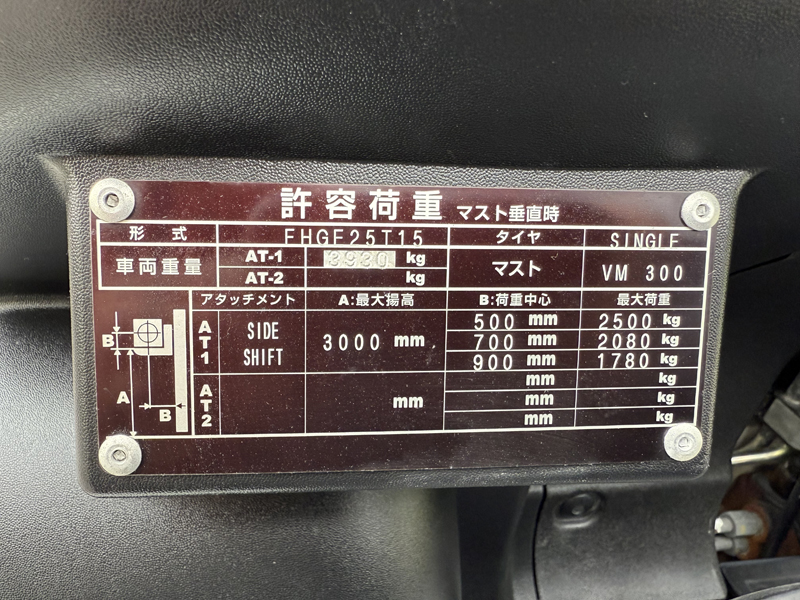 許容荷重 マスト垂直時
形式 FHGE25T15 タイヤ SINGLE
車両重量 AT-1 3930 kg マスト VM 300
AT-2 kg
アタッチメント A:最大揚高 B:荷重中心 最大荷重
AT1 SIDE SHIFT 3000 mm 500 mm 2500 kg
700 mm 2080 kg
900 mm 1780 kg
AT2 mm mm kg
mm kg
mm kg
B
A
B